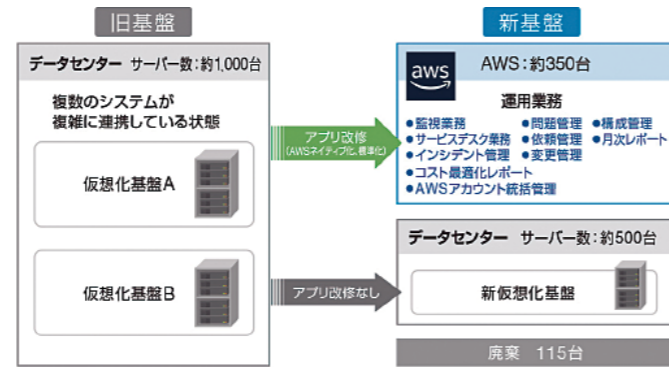 旧基盤
データセンター サーバー数:約1,000台
複数のシステムが
複雑に連携している状態
仮想化基盤A
仮想化基盤B
アプリ改修
(AWSネイティブ化、標準化)
アプリ改修なし
新基盤
aws
AWS:約350台
運用業務
●監視業務 ●問題管理 ●構成管理
●サービスデスク業務 ●依頼管理 ●月次レポート
●インシデント管理 ●変更管理
●コスト最適化レポート
●AWSアカウント統括管理
データセンター サーバー数:約500台
新仮想化基盤
廃棄 115台